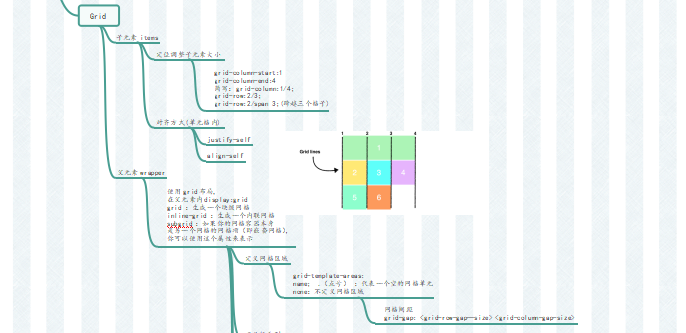 Grid
子元素 items
定位调整子元素大小
grid-column-start:1
grid-column-end:4
简写: grid-column:1/4;
grid-row:2/3;
grid-row:2/span 3;(跨越三个格子)
对齐方式(单元格内)
justify-self
align-self
1 2 3 4
Grid lines
1
2 3 4
5 6
父元素 wrapper
使用 grid 布局,
在父元素内display:grid
grid : 生成一个块级网格
inline-grid : 生成一个内联网格
subgrid : 如果你的网格容器本身
是另一个网格的网格项 (即嵌套网格),
你可以使用这个属性来表示
定义网格区域
grid-template-areas:
name; .（点号） : 代表一个空的网格单元
none: 不定义网格区域
网格间距
grid-gap: <grid-row-gap--size> <grid-column-gap-size>